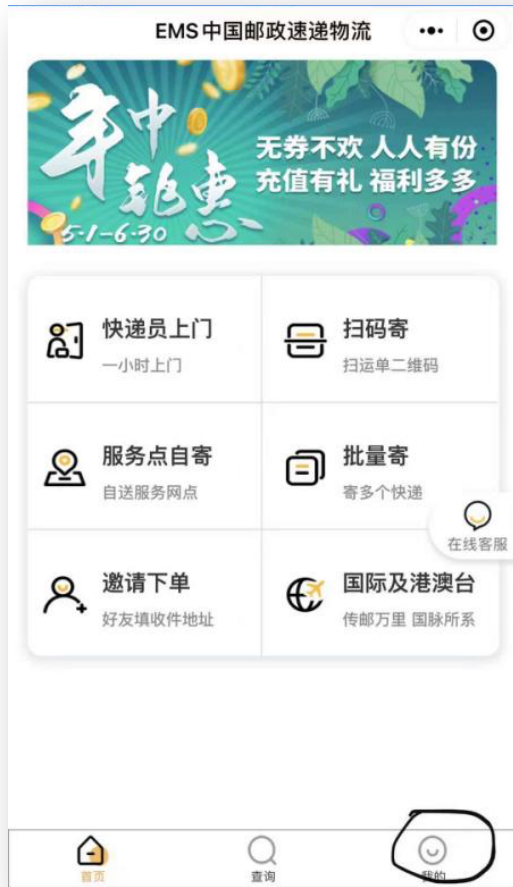 EMS中国邮政速递物流
年中钜惠
5·1-6·30
无券不欢 人人有份
充值有礼 福利多多
快递员上门
一小时上门
扫码寄
扫运单二维码
服务点自寄
自送服务网点
批量寄
寄多个快递
在线客服
邀请下单
好友填收件地址
国际及港澳台
传邮万里 国脉所系
首页
查询
我的